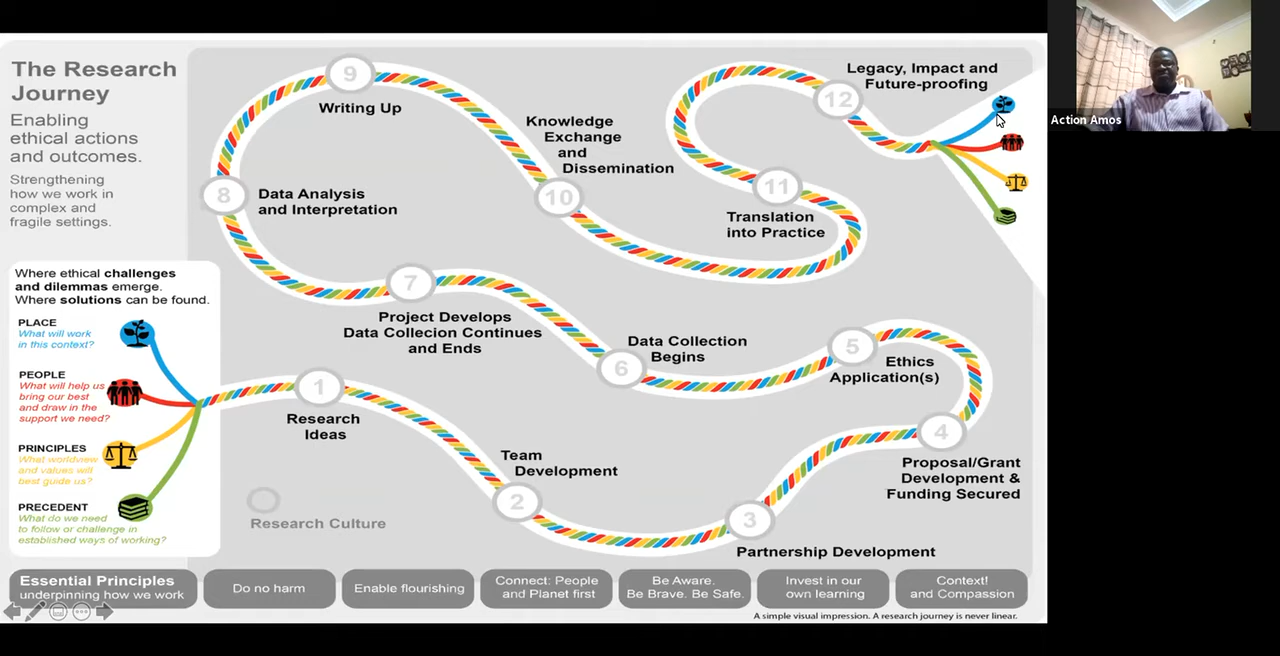 The Research
Journey
Enabling
ethical actions
and outcomes.
Strengthening
how we work in
complex and
fragile settings.
Where ethical challenges
and dilemmas emerge.
Where solutions can be found.
PLACE
What will work
in this context?
PEOPLE
What will help us
bring our best
and draw in the
support we need?
PRINCIPLES
What worldview
and values will
best guide us?
PRECEDENT
What do we need
to follow or challenge in
established ways of working?
1
Research
Ideas
Team
Development
2
3
Partnership Development
4
Proposal/Grant
Development &
Funding Secured
5
Ethics
Application(s)
Data Collection
Begins
6
7
Project Develops
Data Collecion Continues
and Ends
8
Data Analysis
and Interpretation
9
Writing Up
Knowledge
Exchange
and
Dissemination
10
11
Translation
into Practice
12
Legacy, Impact and
Future-proofing
Research Culture
Essential Principles
underpinning how we work
Do no harm
Enable flourishing
Connect: People
and Planet first
Be Aware.
Be Brave. Be Safe.
Invest in our
own learning
Context!
and Compassion
A simple visual impression. A research journey is never linear.
Action Amos